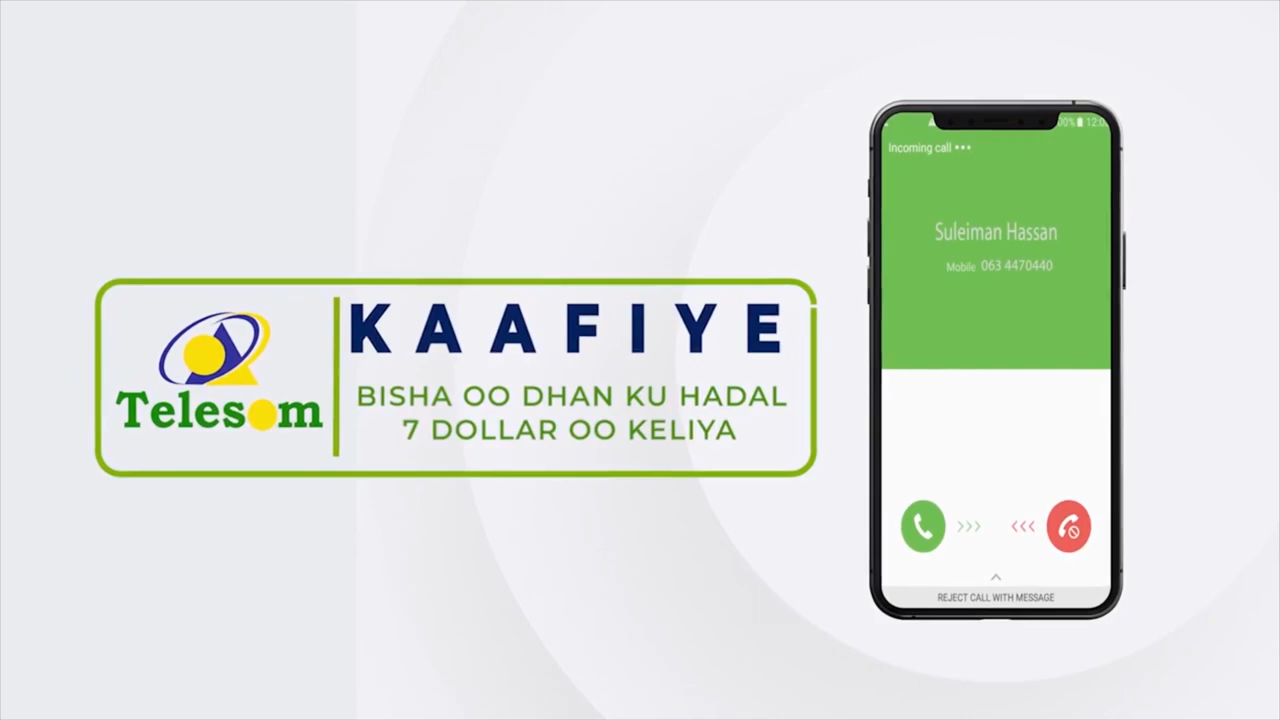 Telesom
KAAFIYE
BISHA OO DHAN KU HADAL
7 DOLLAR OO KELIYA
Incoming call •••
Suleiman Hassan
Mobile 063 4470440
REJECT CALL WITH MESSAGE